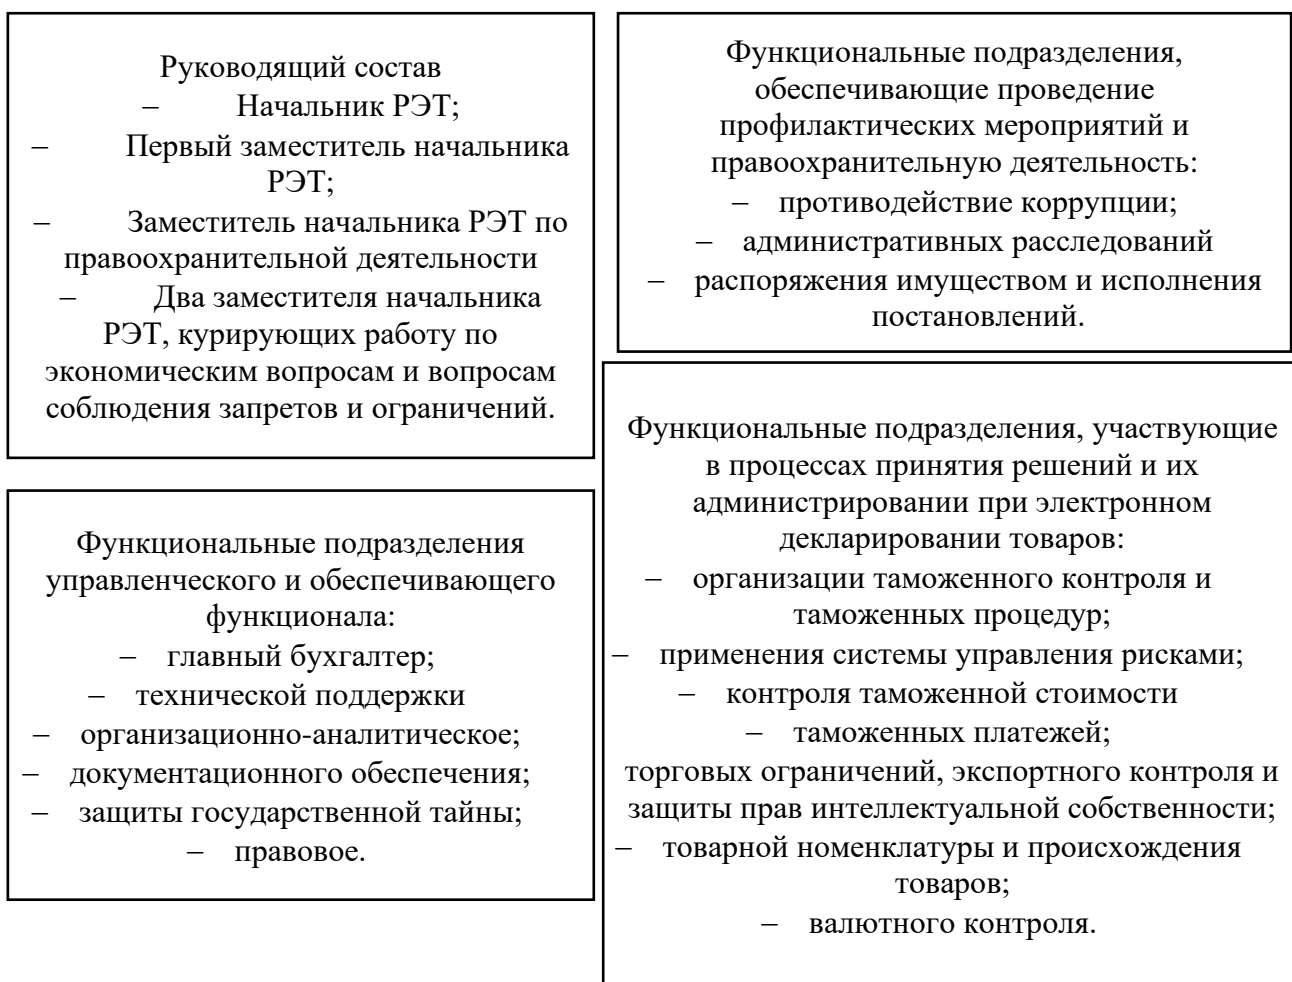 Руководящий состав
– Начальник РЭТ;
– Первый заместитель начальника
РЭТ;
– Заместитель начальника РЭТ по
правоохранительной деятельности
– Два заместителя начальника
РЭТ, курирующих работу по
экономическим вопросам и вопросам
соблюдения запретов и ограничений.
Функциональные подразделения,
обеспечивающие проведение
профилактических мероприятий и
правоохранительную деятельность:
– противодействие коррупции;
– административных расследований
– распоряжения имуществом и исполнения
постановлений.
Функциональные подразделения
управленческого и обеспечивающего
функционала:
– главный бухгалтер;
– технической поддержки
– организационно-аналитическое;
– документационного обеспечения;
– защиты государственной тайны;
– правовое.
Функциональные подразделения, участвующие
в процессах принятия решений и их
администрировании при электронном
декларировании товаров:
– организации таможенного контроля и
таможенных процедур;
– применения системы управления рисками;
– контроля таможенной стоимости
– таможенных платежей;
торговых ограничений, экспортного контроля и
защиты прав интеллектуальной собственности;
– товарной номенклатуры и происхождения
товаров;
– валютного контроля.